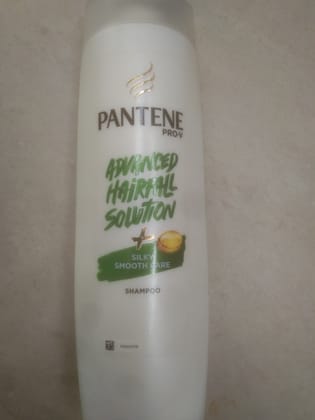 PANTENE
PRO-V
ADVANCED
HAIRFALL
SOLUTION
+
SILKY
SMOOTH CARE
SHAMPOO